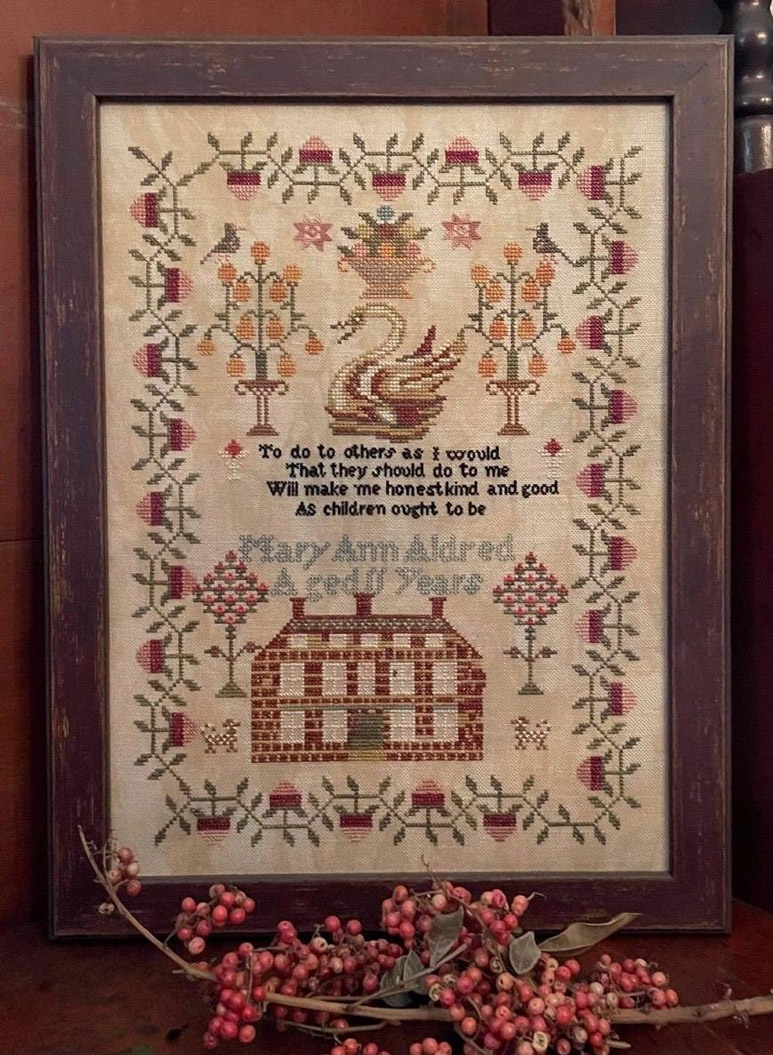 To do to others as I would
That they should do to me
Will make me honest kind and good
As children ought to be
Mary Ann Aldred
Aged 11 Years